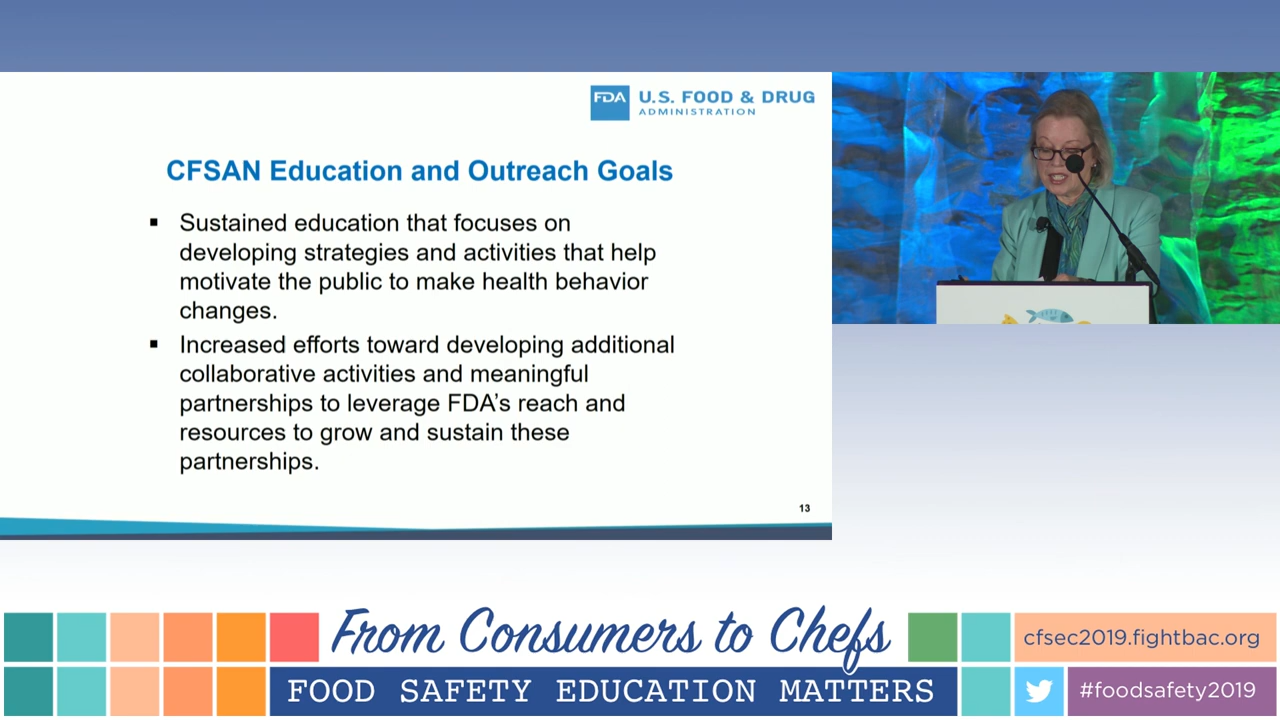 FDA U.S. FOOD & DRUG
ADMINISTRATION
CFSAN Education and Outreach Goals
▪ Sustained education that focuses on
developing strategies and activities that help
motivate the public to make health behavior
changes.
▪ Increased efforts toward developing additional
collaborative activities and meaningful
partnerships to leverage FDA’s reach and
resources to grow and sustain these
partnerships.
13
From Consumers to Chefs
FOOD SAFETY EDUCATION MATTERS
cfsec2019.fightbac.org
#foodsafety2019